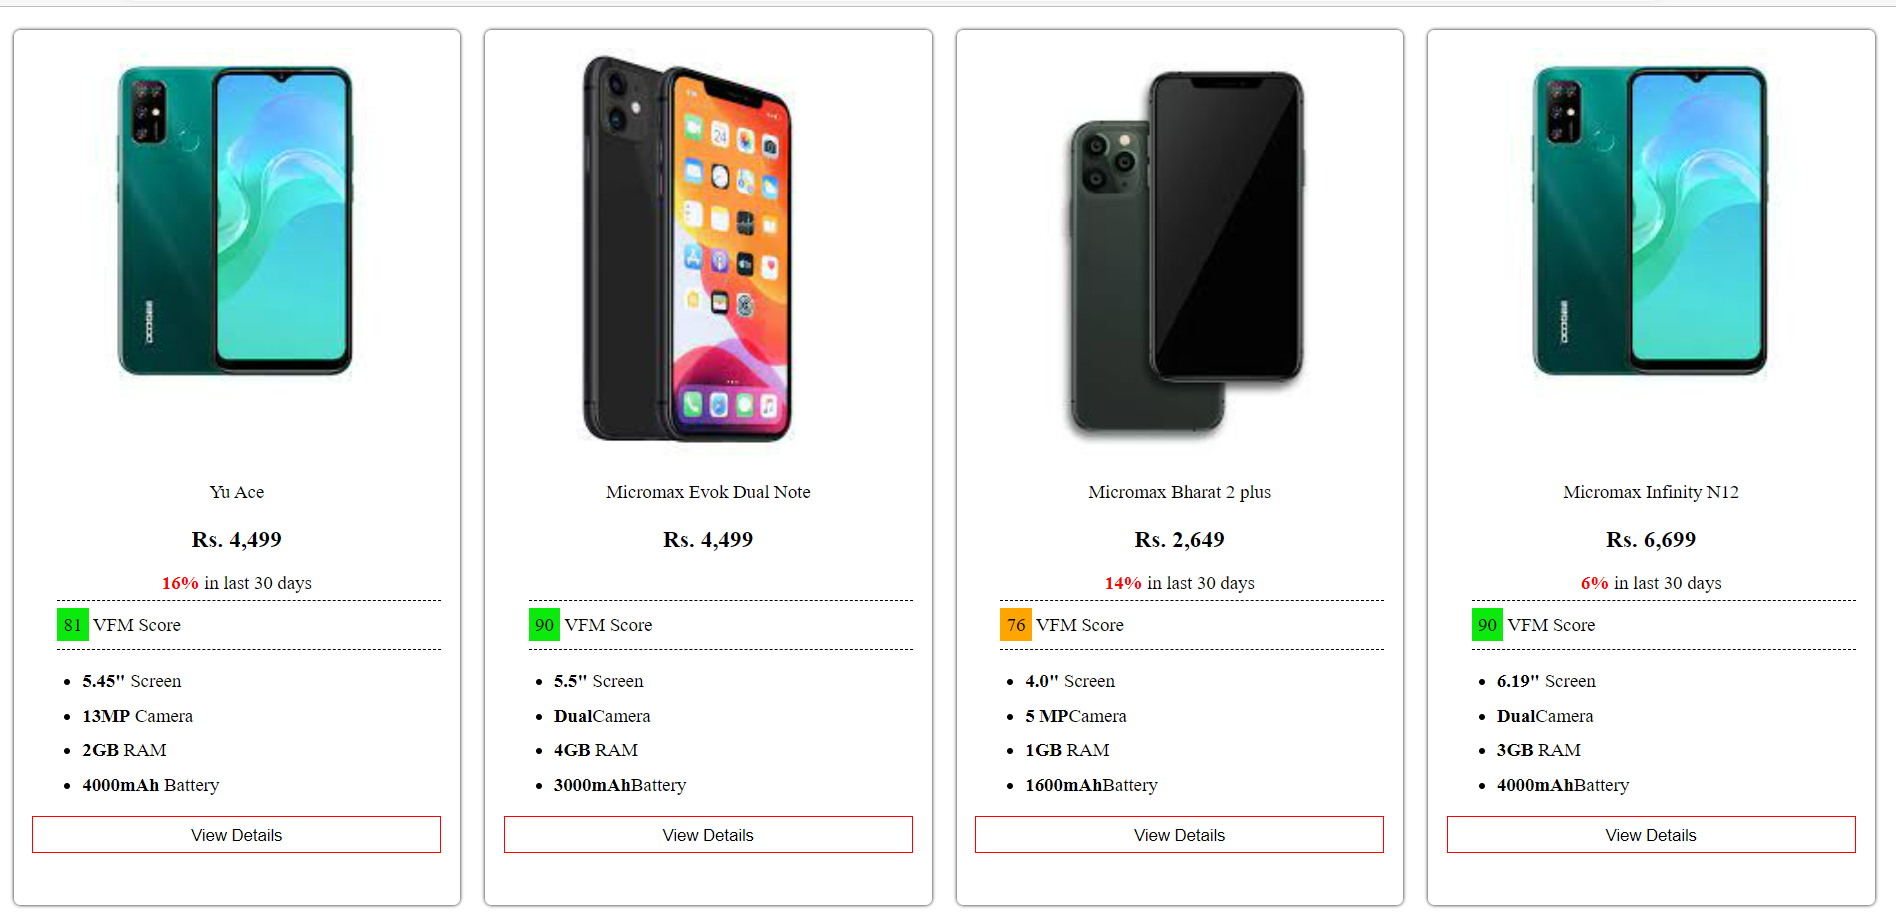 DOOGEE
Yu Ace
Rs. 4,499
16% in last 30 days
81 VFM Score
5.45" Screen
13MP Camera
2GB RAM
4000mAh Battery
View Details
24
Micromax Evok Dual Note
Rs. 4,499
90 VFM Score
5.5" Screen
DualCamera
4GB RAM
3000mAhBattery
View Details
Micromax Bharat 2 plus
Rs. 2,649
14% in last 30 days
76 VFM Score
4.0" Screen
5 MPCamera
1GB RAM
1600mAhBattery
View Details
DOOGEE
Micromax Infinity N12
Rs. 6,699
6% in last 30 days
90 VFM Score
6.19" Screen
DualCamera
3GB RAM
4000mAhBattery
View Details